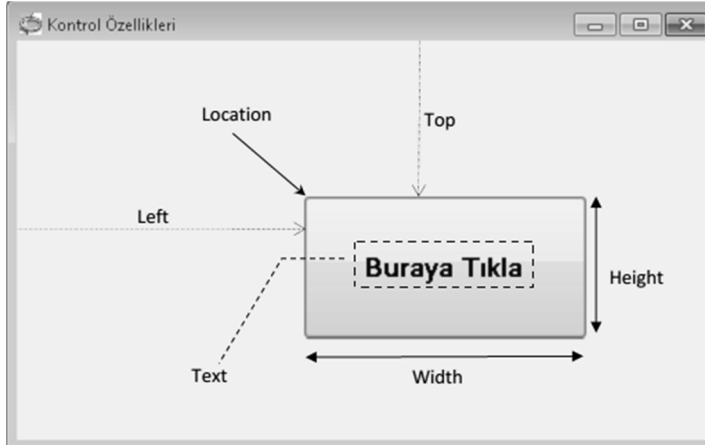 Kontrol Özellikleri
Location
Top
Left
Buraya Tıkla
Height
Text
Width